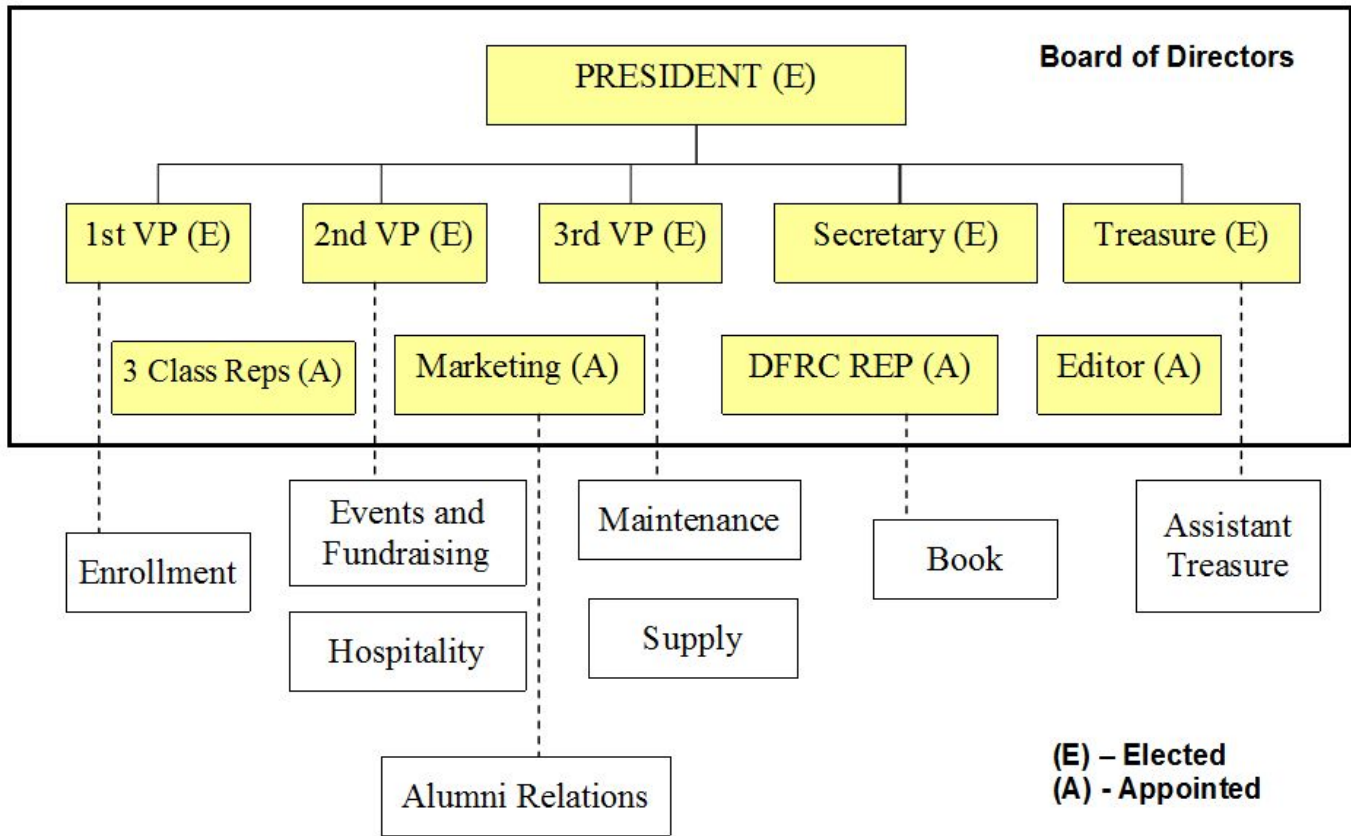 Board of Directors
PRESIDENT (E)
1st VP (E)
2nd VP (E)
3rd VP (E)
Secretary (E)
Treasure (E)
3 Class Reps (A)
Marketing (A)
DFRC REP (A)
Editor (A)
Enrollment
Events and
Fundraising
Maintenance
Book
Assistant
Treasure
Hospitality
Supply
Alumni Relations
(E) – Elected
(A) - Appointed